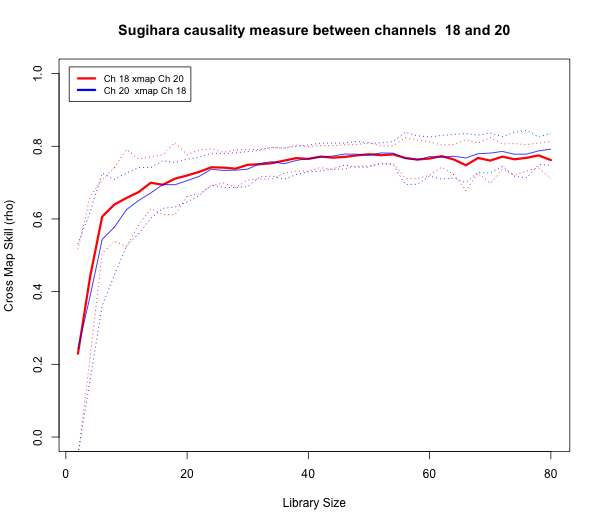 Sugihara causality measure between channels  18 and 20
Ch 18 xmap Ch 20
Ch 20  xmap Ch 18
Cross Map Skill (rho)
1.0
0.8
0.6
0.4
0.2
0.0
0 20 40 60 80
Library Size